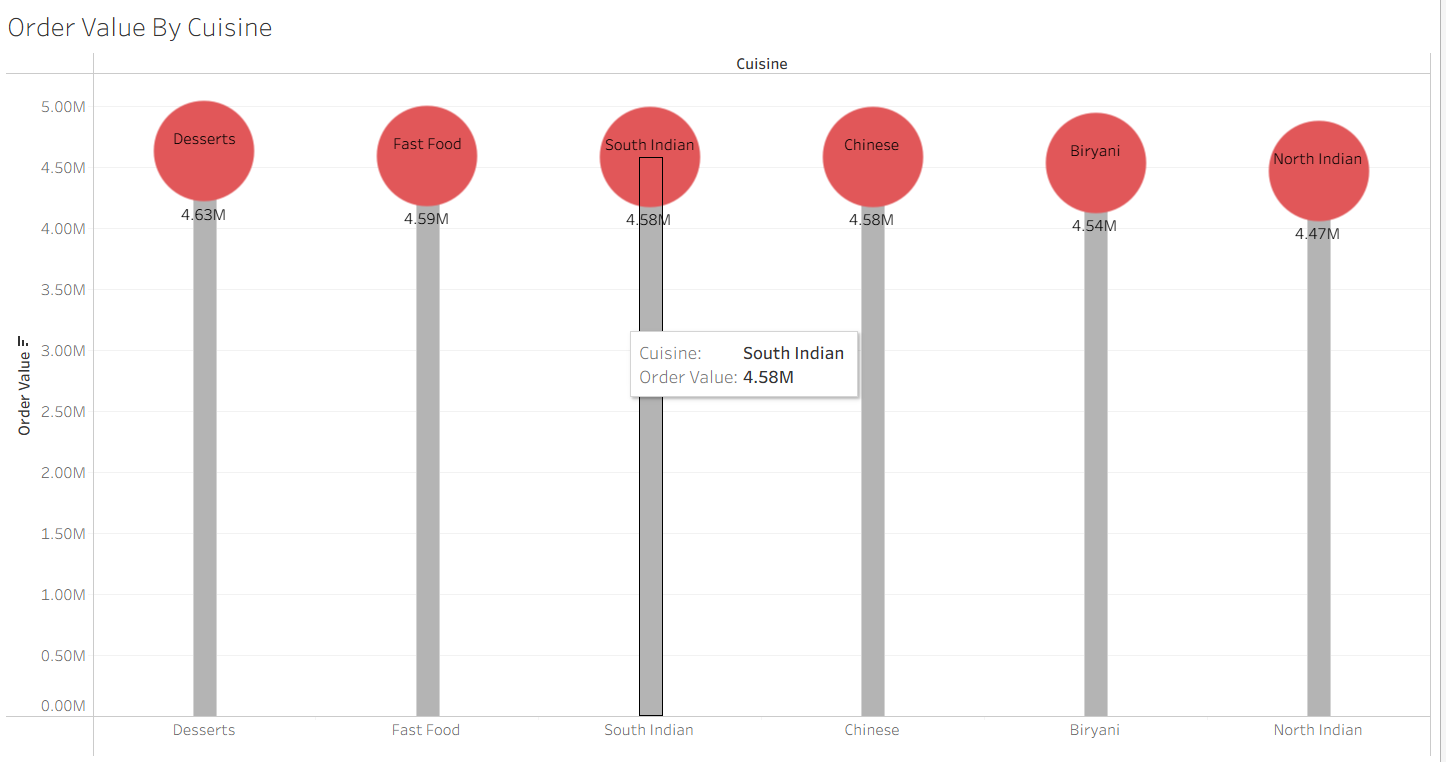 Order Value By Cuisine
Cuisine
5.00M
4.50M
4.00M
3.50M
3.00M
2.50M
2.00M
1.50M
1.00M
0.50M
0.00M
Order Value
Desserts
Fast Food
South Indian
Chinese
Biryani
North Indian
4.63M
4.59M
4.58M
4.58M
4.54M
4.47M
Cuisine: South Indian
Order Value: 4.58M
Desserts
Fast Food
South Indian
Chinese
Biryani
North Indian